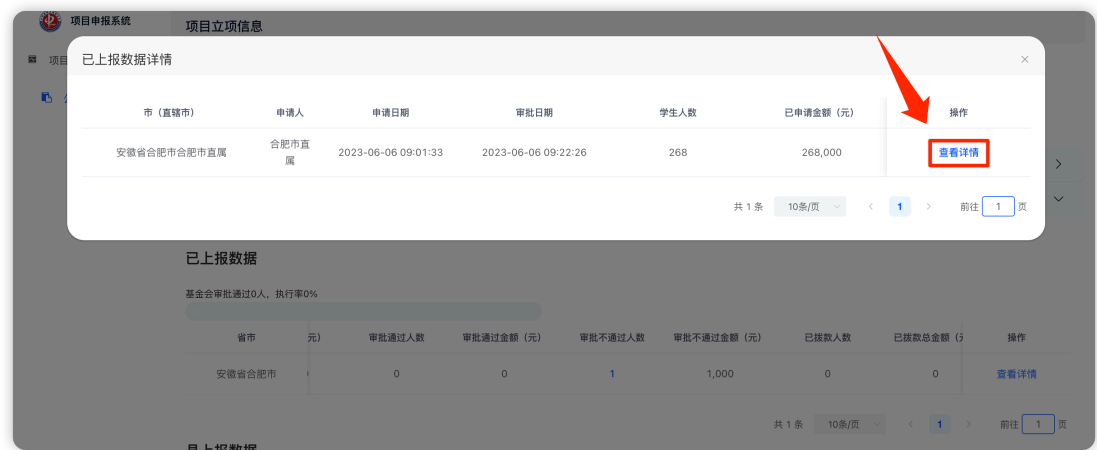 项目申报系统
项目立项信息
项目
已上报数据详情
市（直辖市） 申请人 申请日期 审批日期 学生人数 已申请金额（元） 操作
安徽省合肥市合肥市直属 合肥市直属 2023-06-06 09:01:33 2023-06-06 09:22:26 268 268,000 查看详情
共 1 条 10条/页 1 前往 1 页
已上报数据
基金会审批通过0人，执行率0%
省市 元） 审批通过人数 审批通过金额（元） 审批不通过人数 审批不通过金额（元） 已拨款人数 已拨款总金额（ 操作
安徽省合肥市 0 0 1 1,000 0 0 查看详情
共 1 条 10条/页 1 前往 1 页